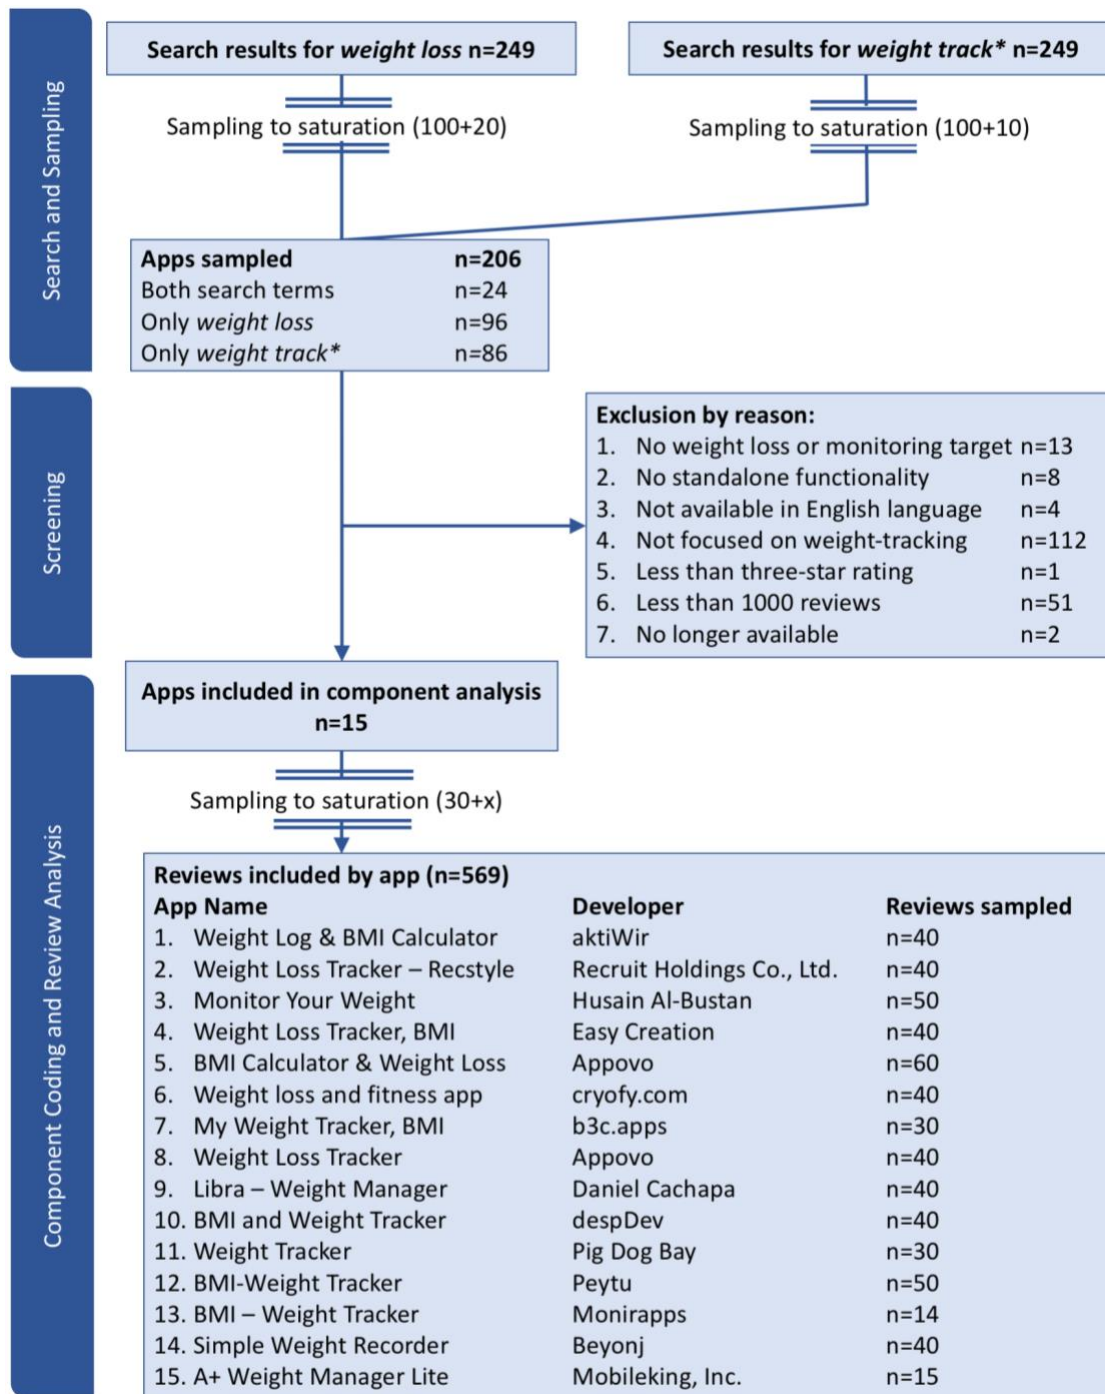 Search and Sampling
Search results for weight loss n=249
Search results for weight track* n=249
Sampling to saturation (100+20)
Sampling to saturation (100+10)
Apps sampled n=206
Both search terms n=24
Only weight loss n=96
Only weight track* n=86
Screening
Exclusion by reason:
1. No weight loss or monitoring target n=13
2. No standalone functionality n=8
3. Not available in English language n=4
4. Not focused on weight-tracking n=112
5. Less than three-star rating n=1
6. Less than 1000 reviews n=51
7. No longer available n=2
Component Coding and Review Analysis
Apps included in component analysis
n=15
Sampling to saturation (30+x)
Reviews included by app (n=569)
App Name Developer Reviews sampled
1. Weight Log & BMI Calculator aktiWir n=40
2. Weight Loss Tracker – Recstyle Recruit Holdings Co., Ltd. n=40
3. Monitor Your Weight Husain Al-Bustan n=50
4. Weight Loss Tracker, BMI Easy Creation n=40
5. BMI Calculator & Weight Loss Appovo n=60
6. Weight loss and fitness app cryofy.com n=40
7. My Weight Tracker, BMI b3c.apps n=30
8. Weight Loss Tracker Appovo n=40
9. Libra – Weight Manager Daniel Cachapa n=40
10. BMI and Weight Tracker despDev n=40
11. Weight Tracker Pig Dog Bay n=30
12. BMI-Weight Tracker Peytu n=50
13. BMI – Weight Tracker Monirapps n=14
14. Simple Weight Recorder Beyonj n=40
15. A+ Weight Manager Lite Mobileking, Inc. n=15